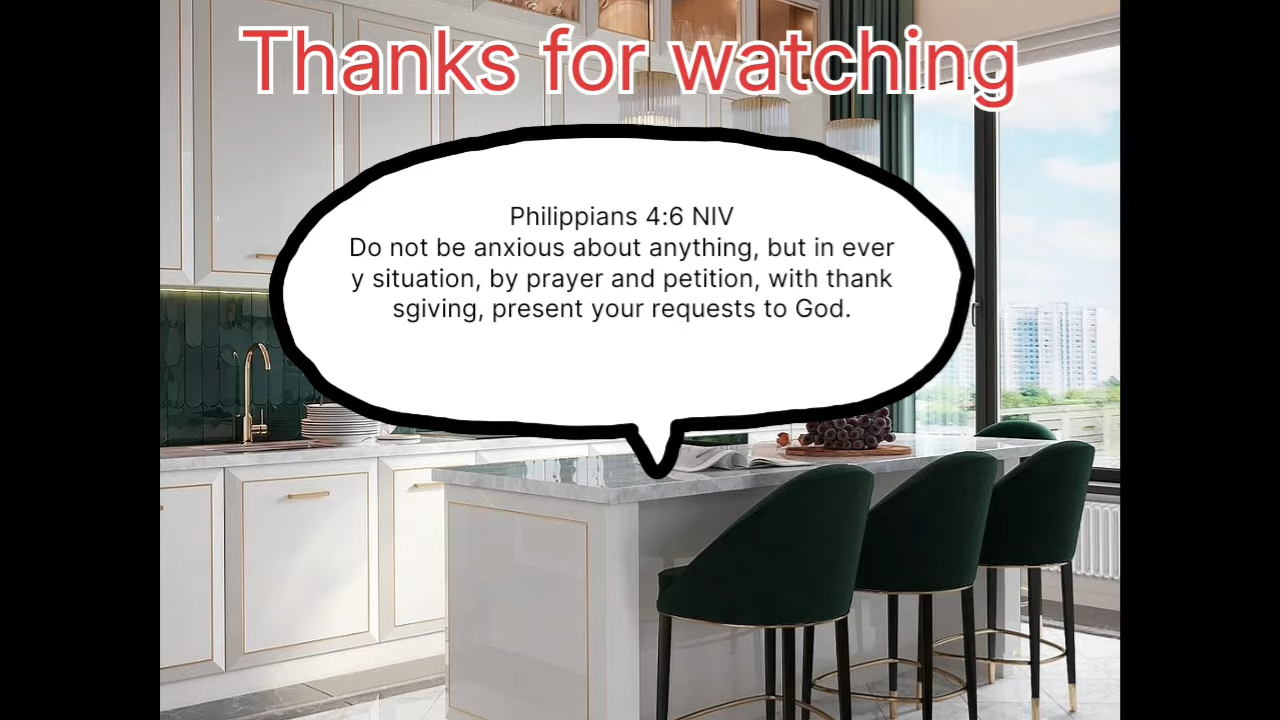 Thanks for watching
Philippians 4:6 NIV
Do not be anxious about anything, but in ever
y situation, by prayer and petition, with thank
sgiving, present your requests to God.